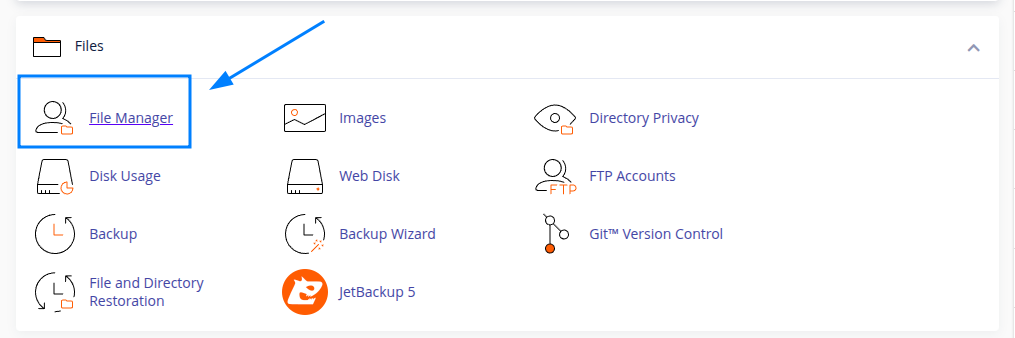 Files
File Manager
Images
Directory Privacy
Disk Usage
Web Disk
FTP
FTP Accounts
Backup
Backup Wizard
Git™ Version Control
File and Directory
Restoration
JetBackup 5